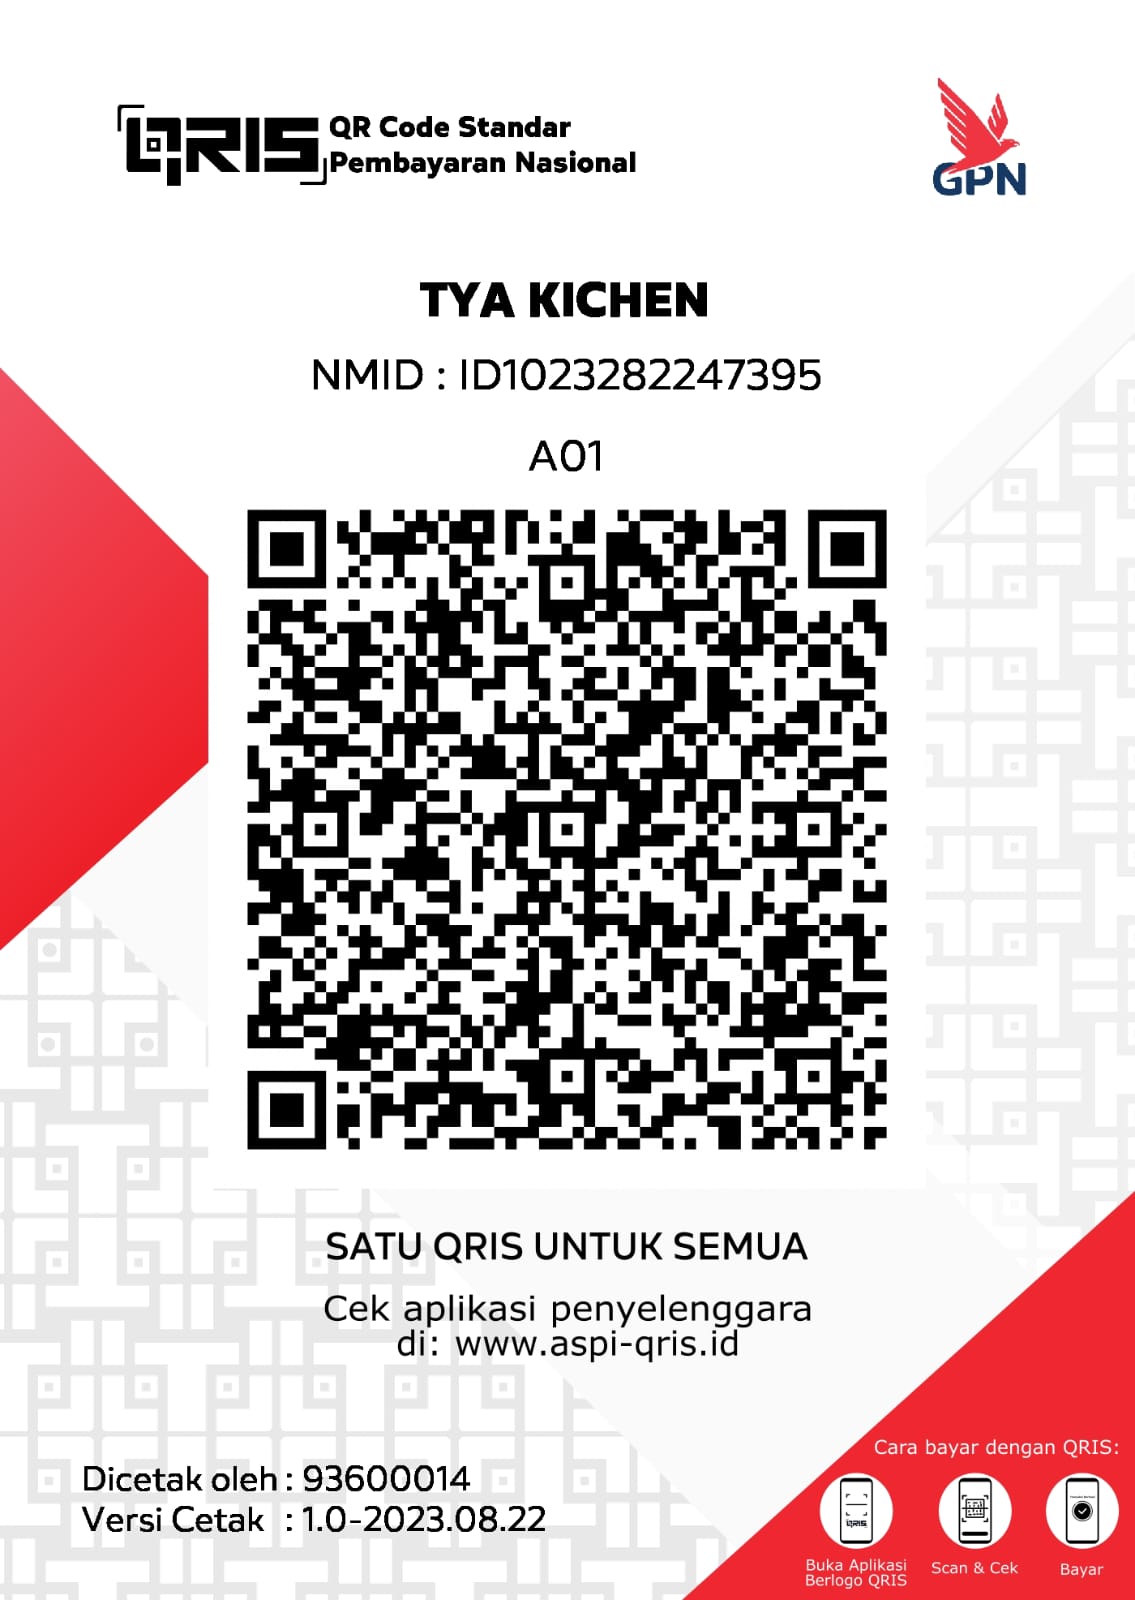 QRIS
QR Code Standar
Pembayaran Nasional
GPN
TYA KICHEN
NMID : ID1023282247395
A01
SATU QRIS UNTUK SEMUA
Cek aplikasi penyelenggara
di: www.aspi-qris.id
Dicetak oleh : 93600014
Versi Cetak : 1.0-2023.08.22
Cara bayar dengan QRIS:
QRIS
Buka Aplikasi
Berlogo QRIS
Scan & Cek
Bayar